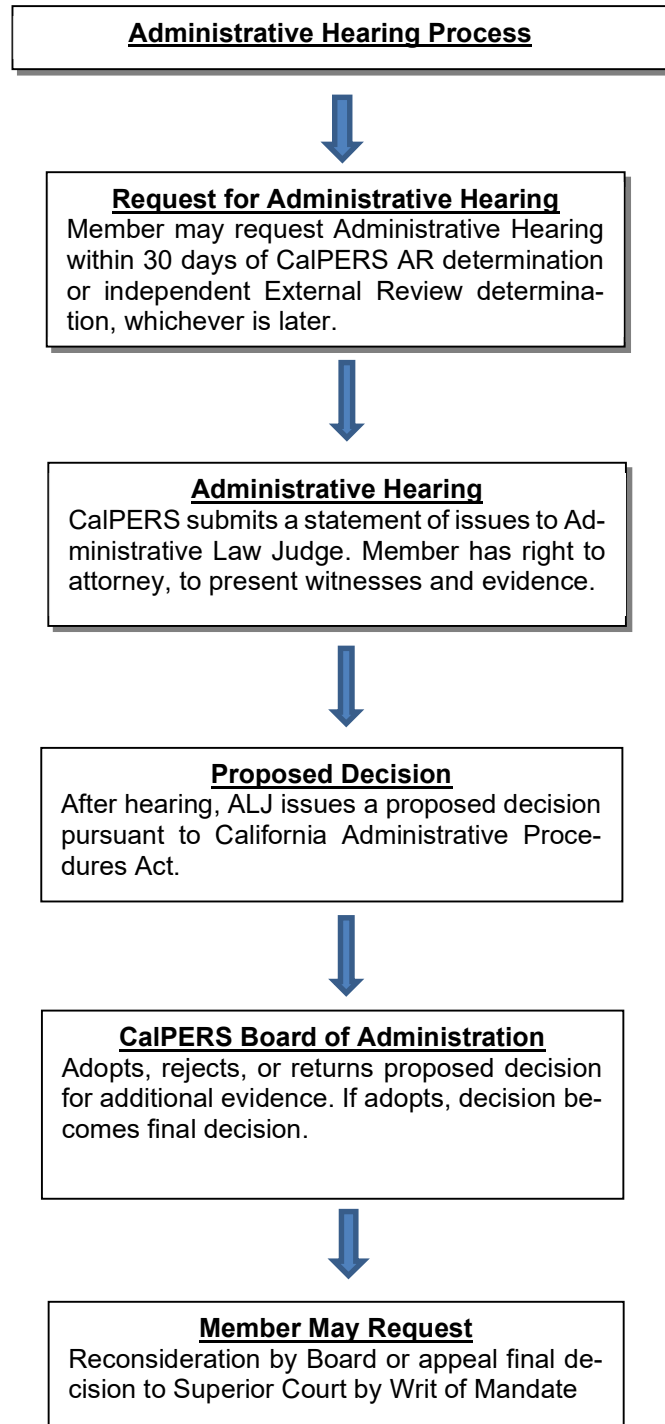 Administrative Hearing Process
Request for Administrative Hearing
Member may request Administrative Hearing
within 30 days of CalPERS AR determination
or independent External Review determina-
tion, whichever is later.
Administrative Hearing
CalPERS submits a statement of issues to Ad-
ministrative Law Judge. Member has right to
attorney, to present witnesses and evidence.
Proposed Decision
After hearing, ALJ issues a proposed decision
pursuant to California Administrative Proce-
dures Act.
CalPERS Board of Administration
Adopts, rejects, or returns proposed decision
for additional evidence. If adopts, decision be-
comes final decision.
Member May Request
Reconsideration by Board or appeal final de-
cision to Superior Court by Writ of Mandate